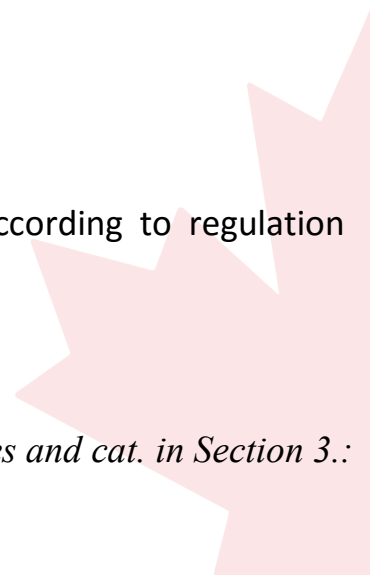 ccording to regulation
es and cat. in Section 3.: